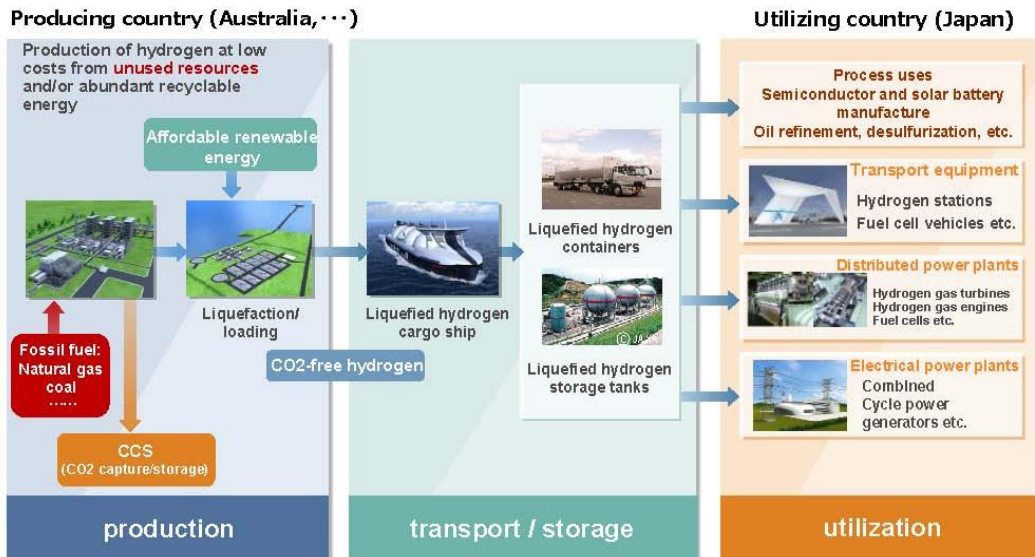 Producing country (Australia,･･･)
Utilizing country (Japan)
Production of hydrogen at low
costs from unused resources
and/or abundant recyclable
energy
Affordable renewable
energy
Liquefaction/
loading
Fossil fuel:
Natural gas
coal
……
CCS
(CO2 capture/storage)
CO2-free hydrogen
production
Liquefied hydrogen
cargo ship
Liquefied hydrogen
containers
Liquefied hydrogen
storage tanks
transport / storage
Process uses
Semiconductor and solar battery
manufacture
Oil refinement, desulfurization, etc.
Transport equipment
Hydrogen stations
Fuel cell vehicles etc.
Distributed power plants
Hydrogen gas turbines
Hydrogen gas engines
Fuel cells etc.
Electrical power plants
Combined
Cycle power
generators etc.
utilization